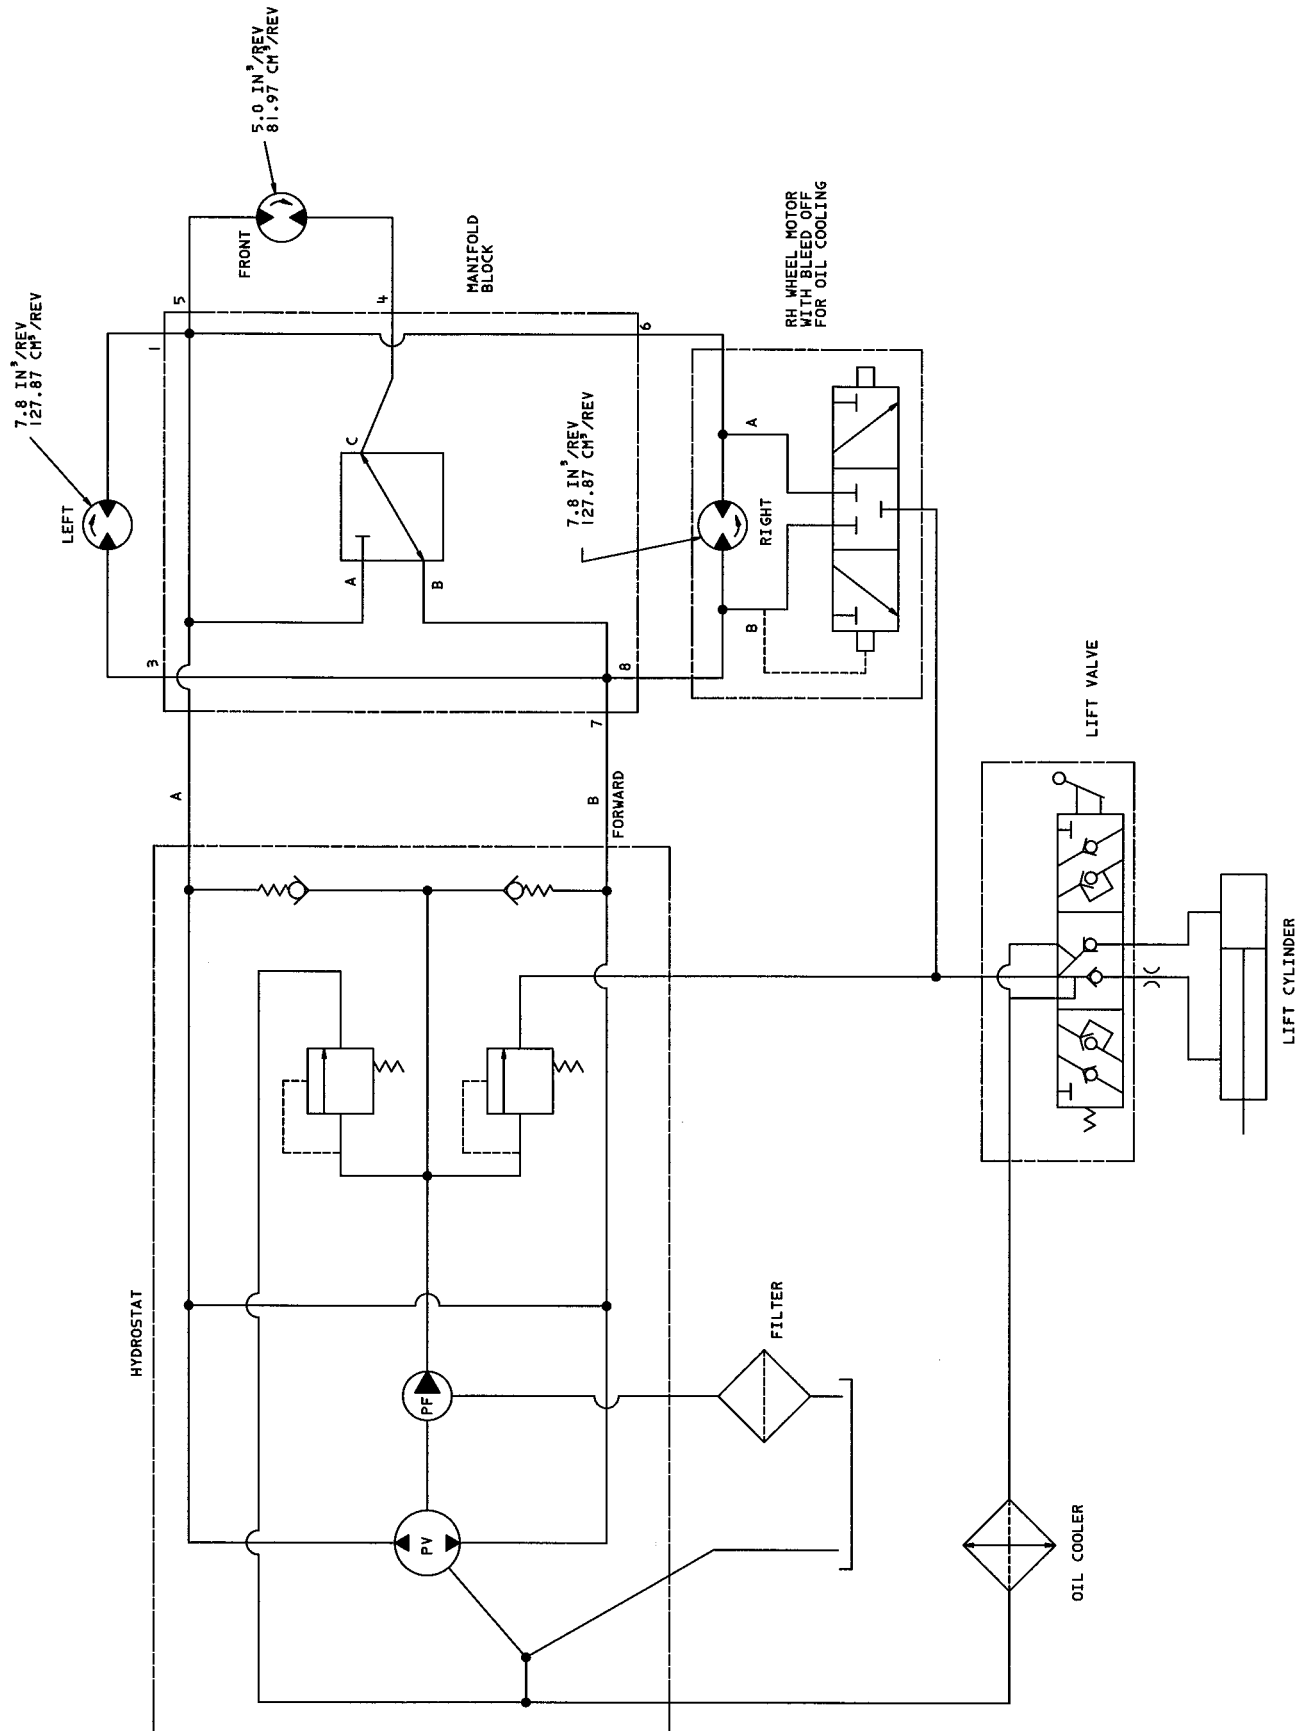 7.8 IN³/REV
127.87 CM³/REV
LEFT
5.0 IN³/REV
81.97 CM³/REV
FRONT
MANIFOLD
BLOCK
1
5
4
6
3
8
7
A
B
C
7.8 IN³/REV
127.87 CM³/REV
RIGHT
A
B
RH WHEEL MOTOR
WITH BLEED OFF
FOR OIL COOLING
A
B
FORWARD
HYDROSTAT
PV
PF
FILTER
OIL COOLER
LIFT VALVE
LIFT CYLINDER